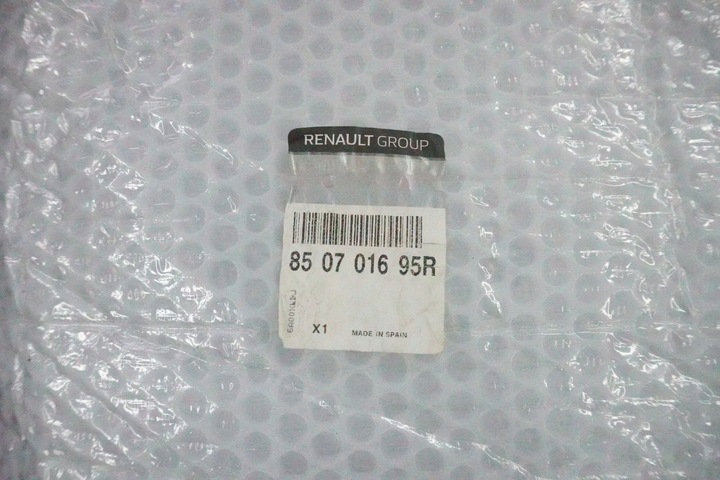 RENAULT GROUP
85 07 016 95R
X1
MADE IN SPAIN